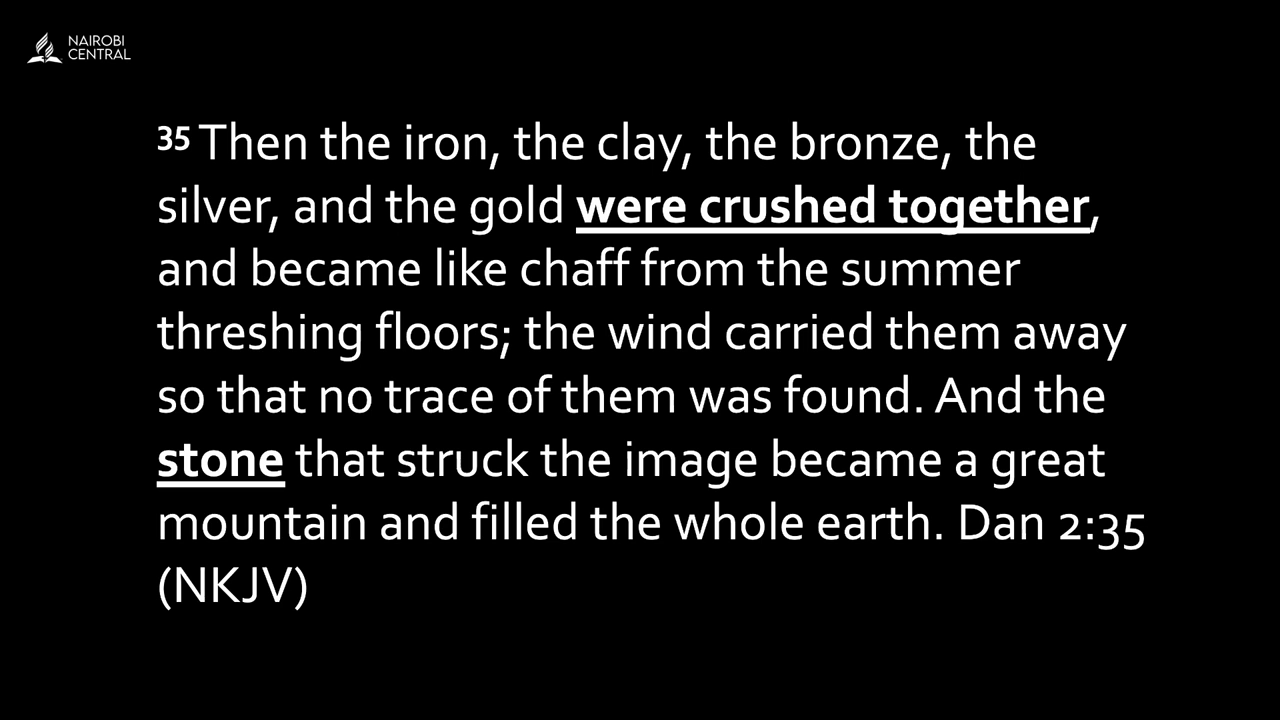 NAIROBI
CENTRAL
35 Then the iron, the clay, the bronze, the
silver, and the gold were crushed together,
and became like chaff from the summer
threshing floors; the wind carried them away
so that no trace of them was found. And the
stone that struck the image became a great
mountain and filled the whole earth. Dan 2:35
(NKJV)